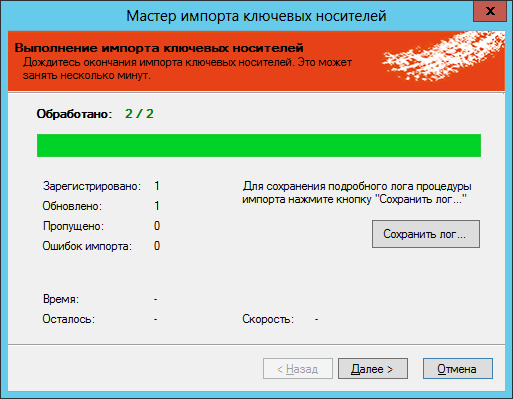 Мастер импорта ключевых носителей
x
Выполнение импорта ключевых носителей
Дождитесь окончания импорта ключевых носителей. Это может
занять несколько минут.
Обработано: 2 / 2
Зарегистрировано: 1
Обновлено: 1
Пропущено: 0
Ошибок импорта: 0
Для сохранения подробного лога процедуры
импорта нажмите кнопку "Сохранить лог..."
Сохранить лог...
Время: -
Осталось: - Скорость: -
< Назад Далее > Отмена